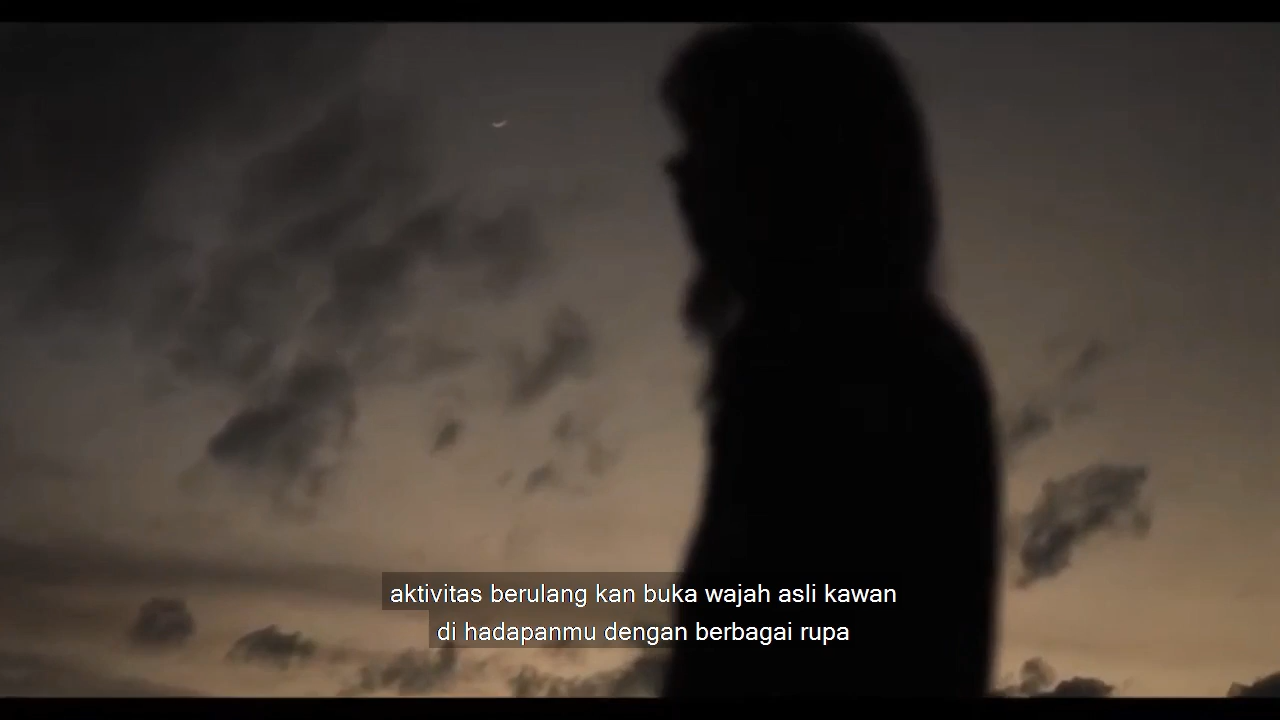 aktivitas berulang kan buka wajah asli kawan
di hadapanmu dengan berbagai rupa